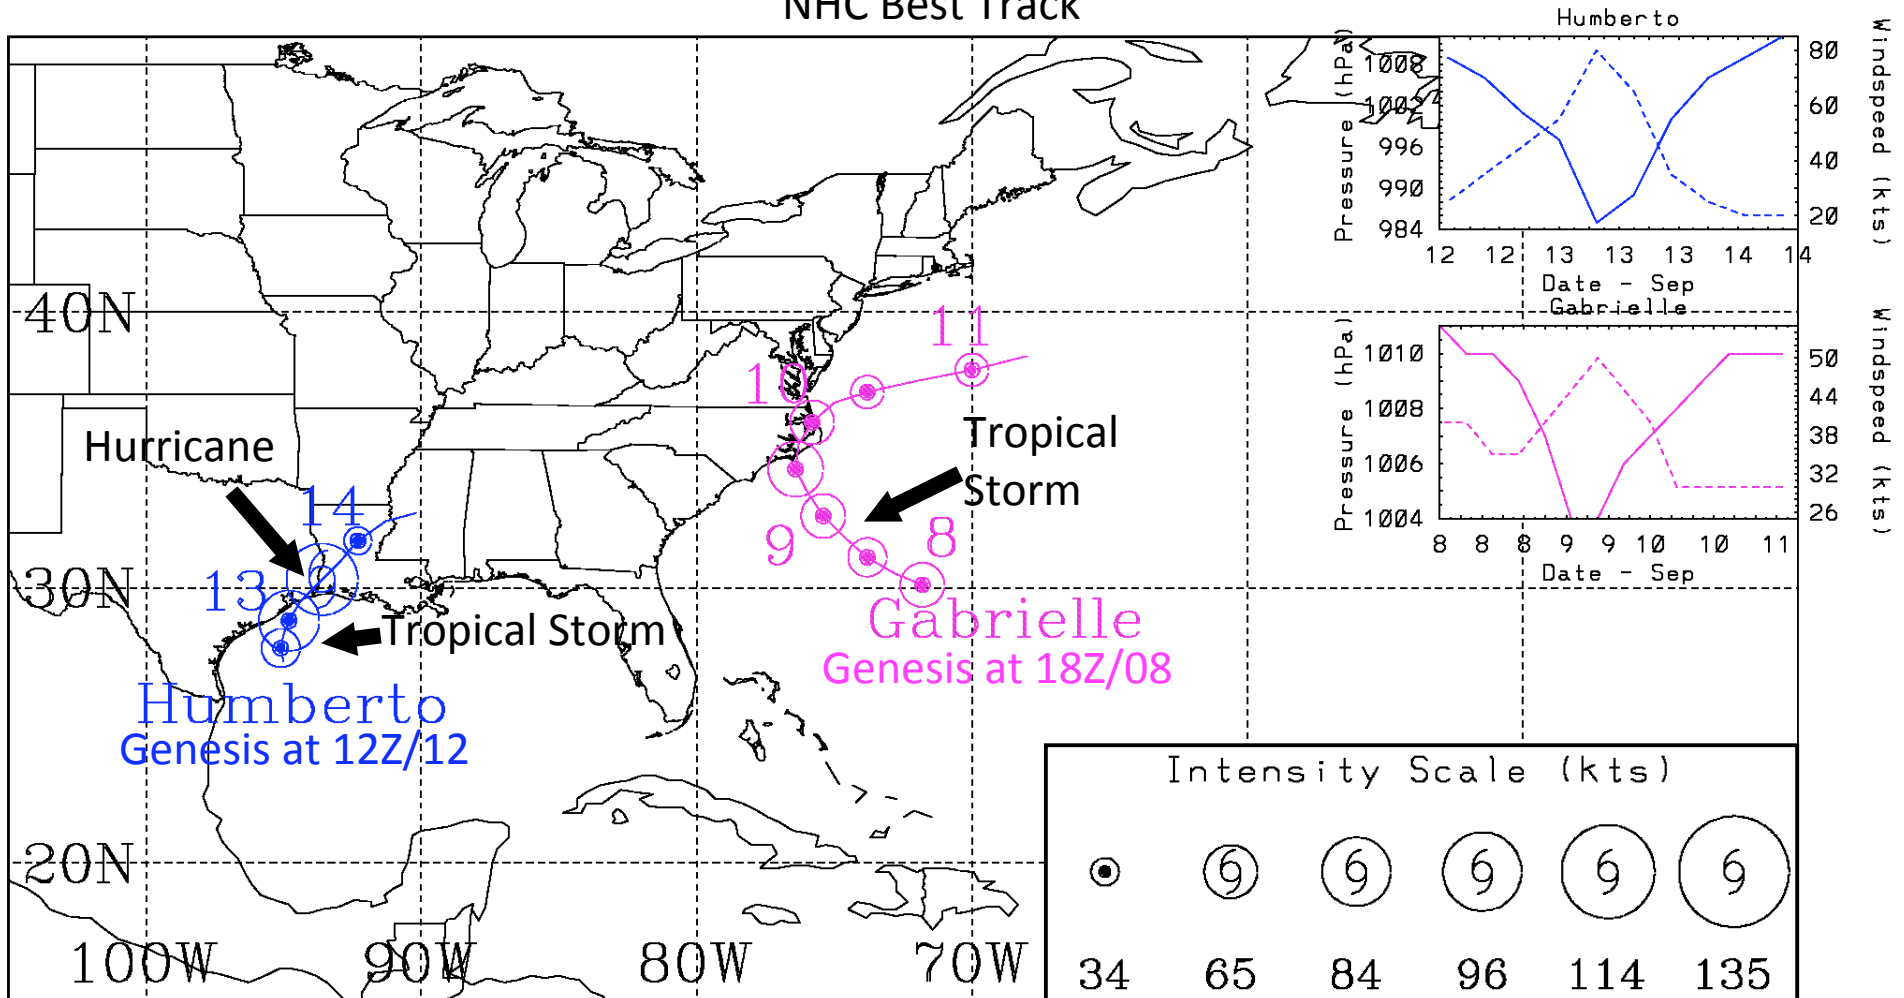 NHC Best Track
Humberto
Pressure (hPa)
1008
1002
996
990
984
80
60
40
20
Windspeed (kts)
12 12 13 13 13 14 14
Date - Sep
Gabrielle
Pressure (hPa)
1010
1008
1006
1004
50
44
38
32
26
Windspeed (kts)
8 8 8 9 9 10 10 11
Date - Sep
40N
30N
20N
100W 90W 80W 70W
11
10
9
8
Tropical
Storm
Gabrielle
Genesis at 18Z/08
Hurricane
14
13
Tropical Storm
Humberto
Genesis at 12Z/12
Intensity Scale (kts)
34 65 84 96 114 135